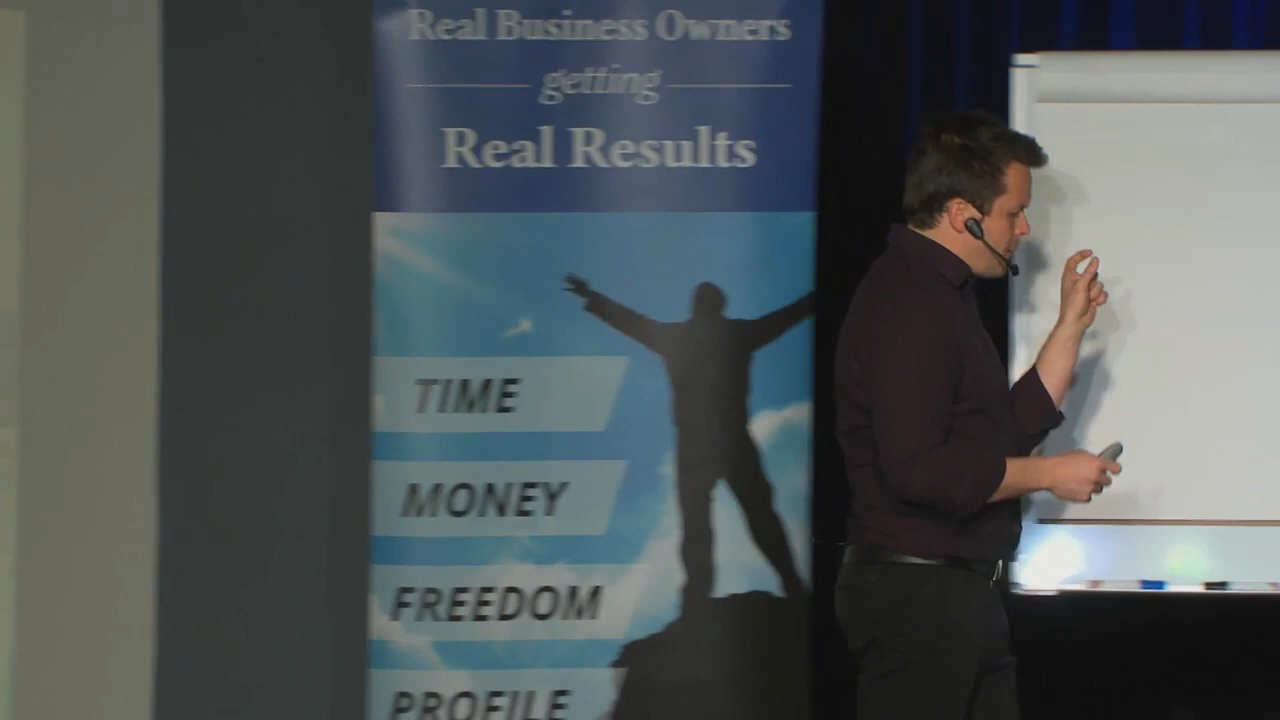 Real Business Owners
getting
Real Results
TIME
MONEY
FREEDOM
PROFILE